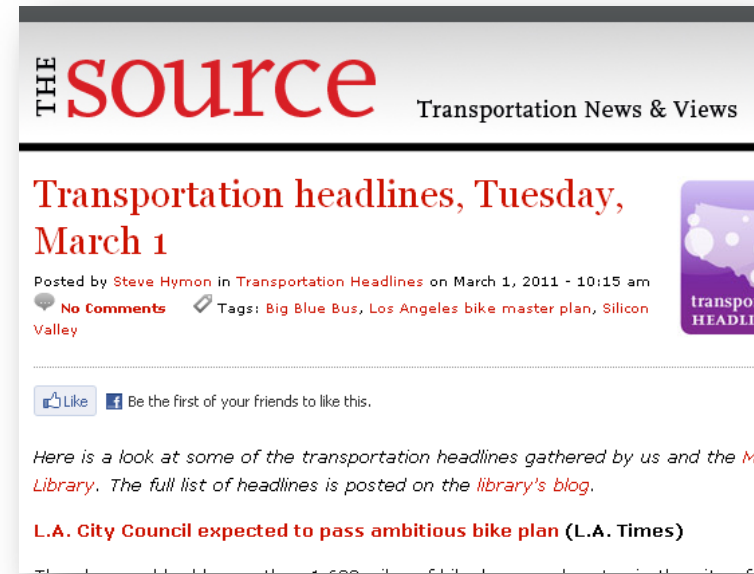 THE source Transportation News & Views
Transportation headlines, Tuesday,
March 1
Posted by Steve Hymon in Transportation Headlines on March 1, 2011 - 10:15 am
No Comments Tags: Big Blue Bus, Los Angeles bike master plan, Silicon
Valley
transpo
HEADLI
Like f Be the first of your friends to like this.
Here is a look at some of the transportation headlines gathered by us and the M
Library. The full list of headlines is posted on the library's blog.
L.A. City Council expected to pass ambitious bike plan (L.A. Times)